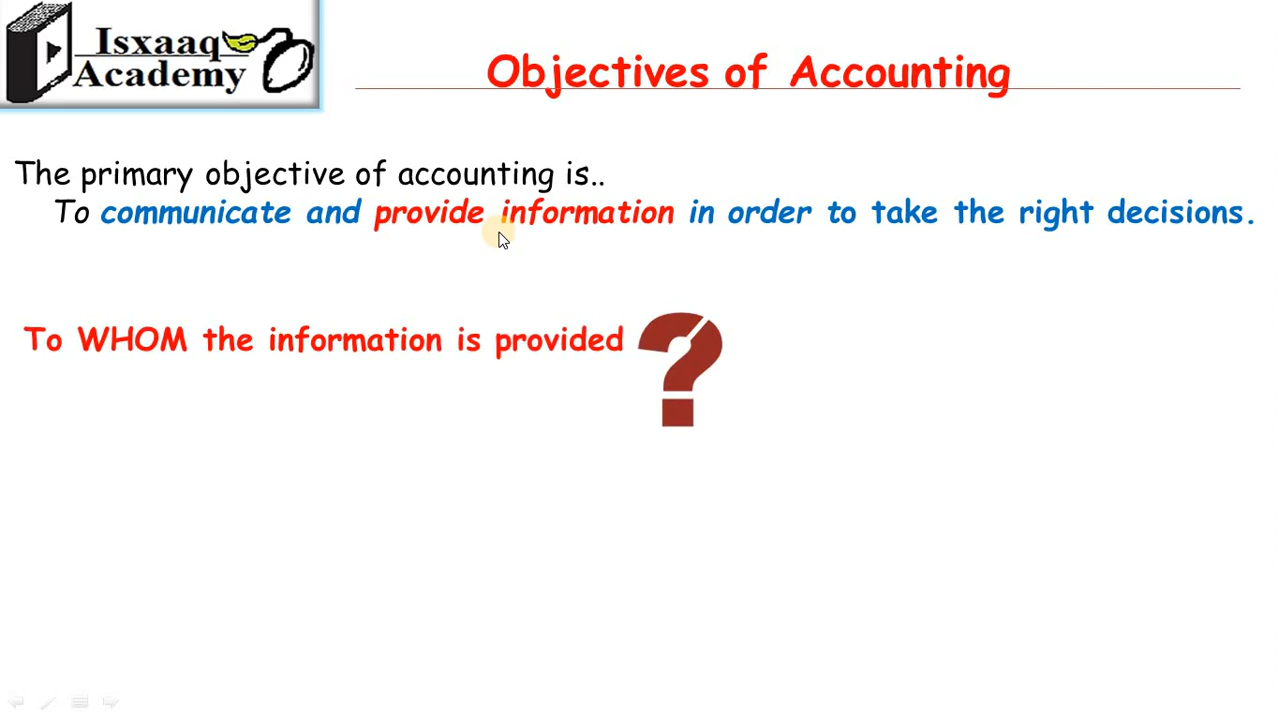 Isxaaq
Academy
Objectives of Accounting
The primary objective of accounting is..
To communicate and provide information in order to take the right decisions.
To WHOM the information is provided ?